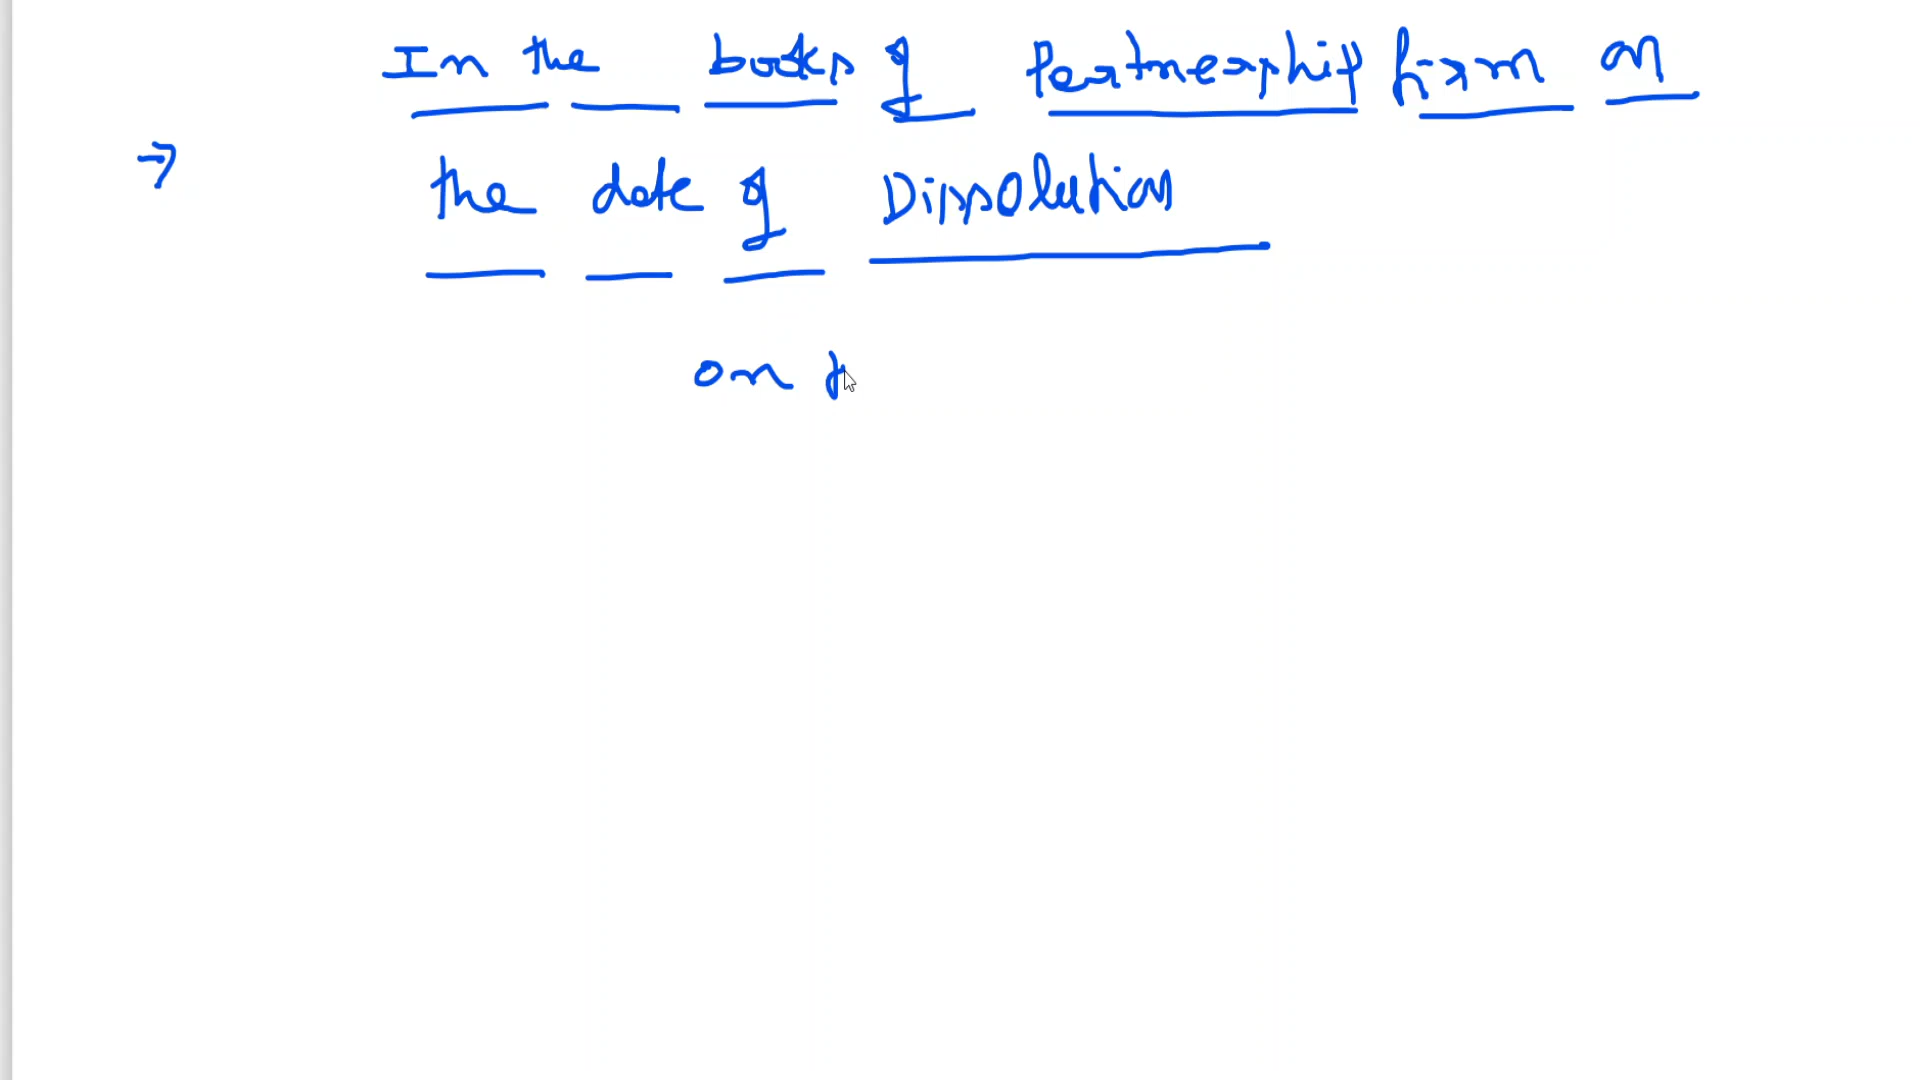 In the books of Partnership firm on
→ the date of Dissolution
on